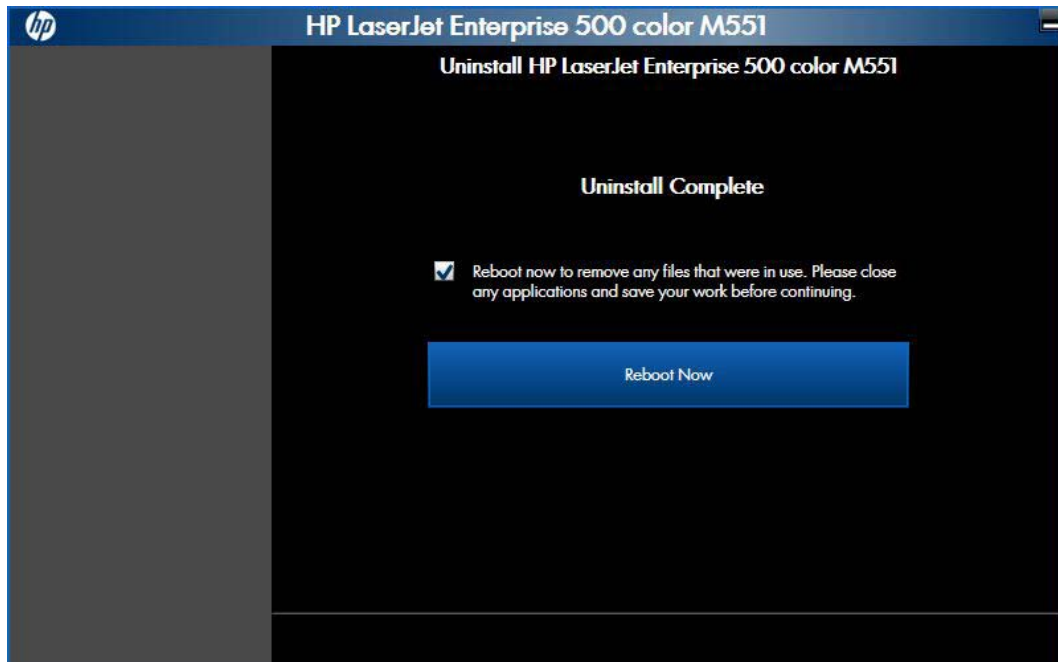 hp
HP LaserJet Enterprise 500 color M551
Uninstall HP LaserJet Enterprise 500 color M551
Uninstall Complete
Reboot now to remove any files that were in use. Please close
any applications and save your work before continuing.
Reboot Now